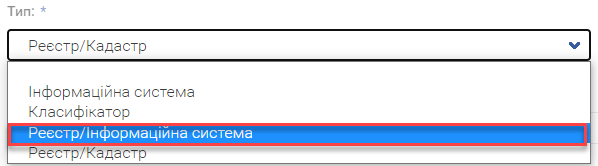 Тип: *
Реєстр/Кадастр
Інформаційна система
Класифікатор
Реєстр/Інформаційна система
Реєстр/Кадастр